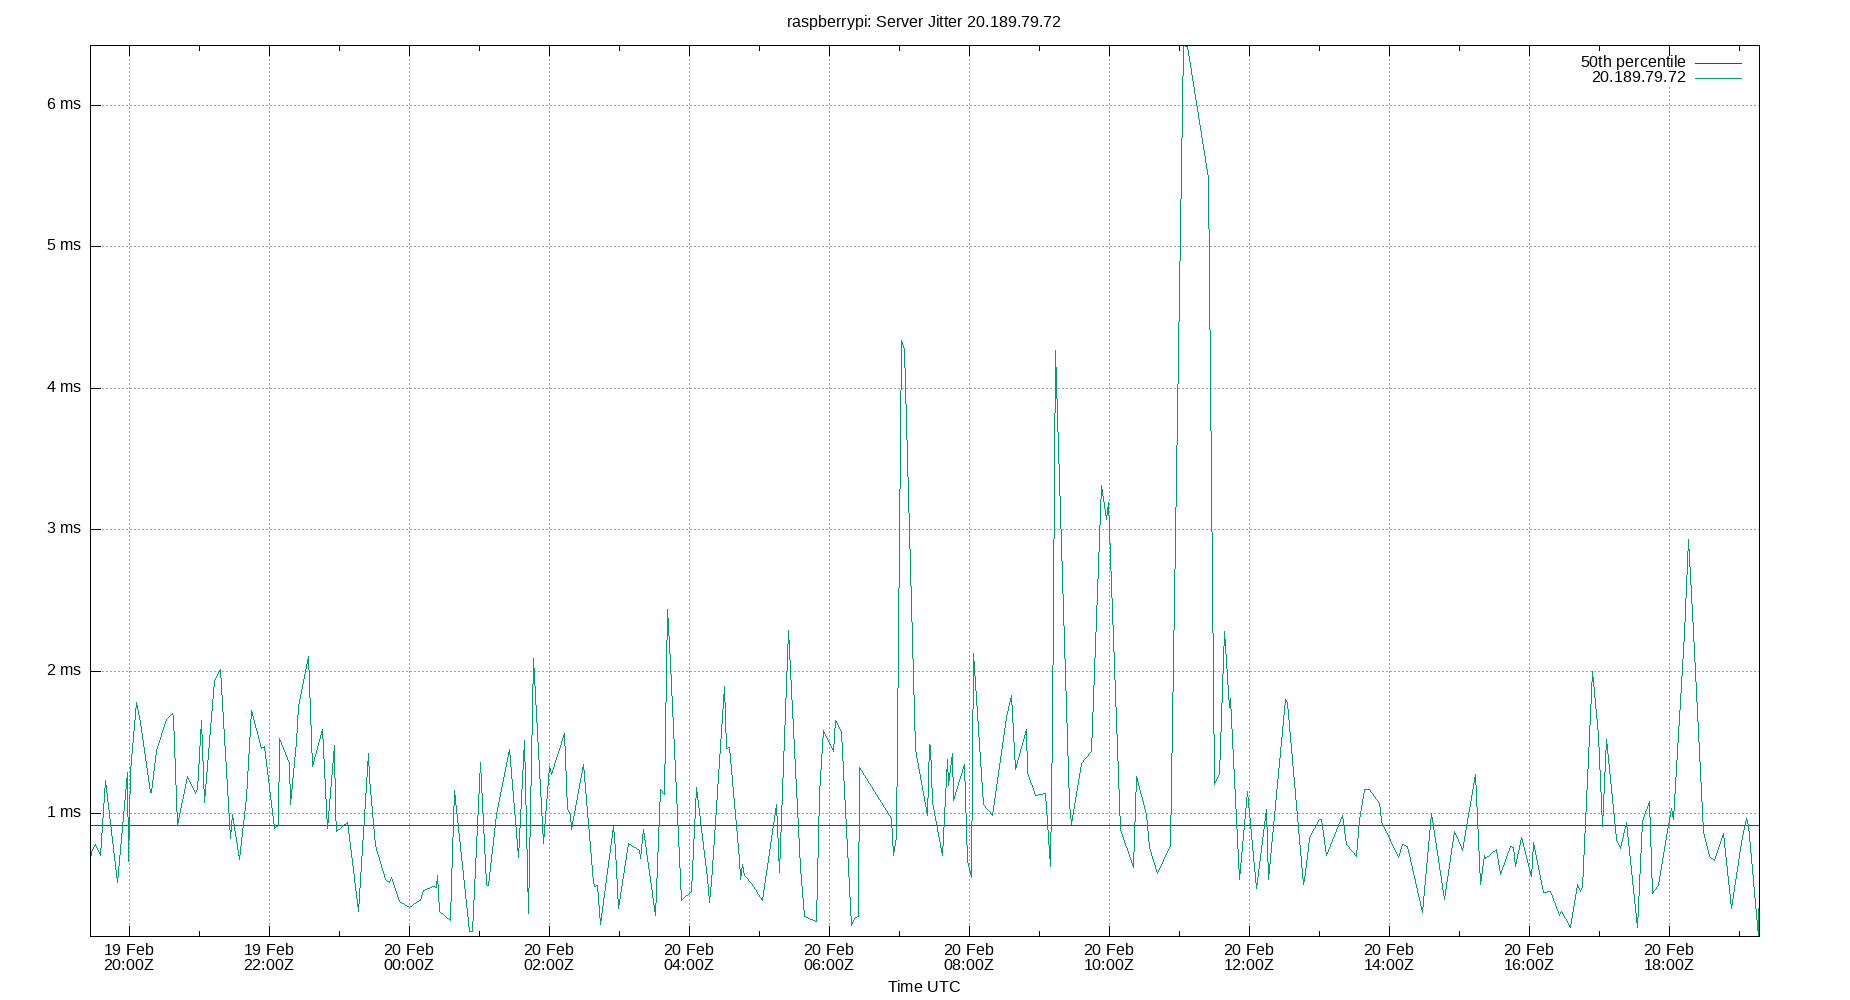 raspberrypi: Server Jitter 20.189.79.72
50th percentile
20.189.79.72
6 ms
5 ms
4 ms
3 ms
2 ms
1 ms
19 Feb 19 Feb 20 Feb 20 Feb 20 Feb 20 Feb 20 Feb 20 Feb 20 Feb 20 Feb 20 Feb 20 Feb
20:00Z 22:00Z 00:00Z 02:00Z 04:00Z 06:00Z 08:00Z 10:00Z 12:00Z 14:00Z 16:00Z 18:00Z
Time UTC